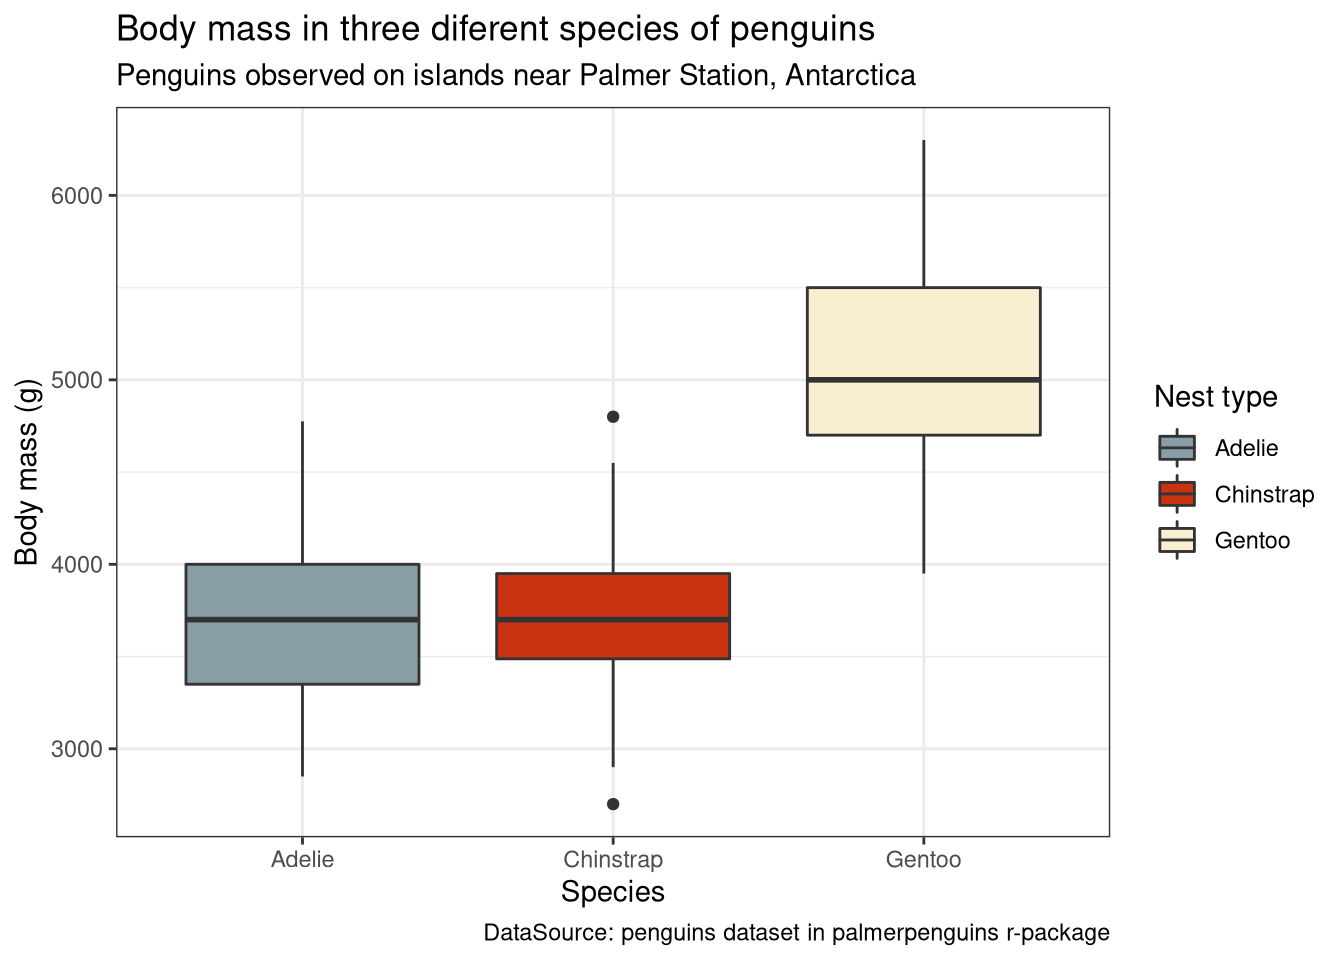 Body mass in three diferent species of penguins
Penguins observed on islands near Palmer Station, Antarctica
Body mass (g)
6000
5000
4000
3000
Adelie
Chinstrap
Gentoo
Species
Nest type
Adelie
Chinstrap
Gentoo
DataSource: penguins dataset in palmerpenguins r-package